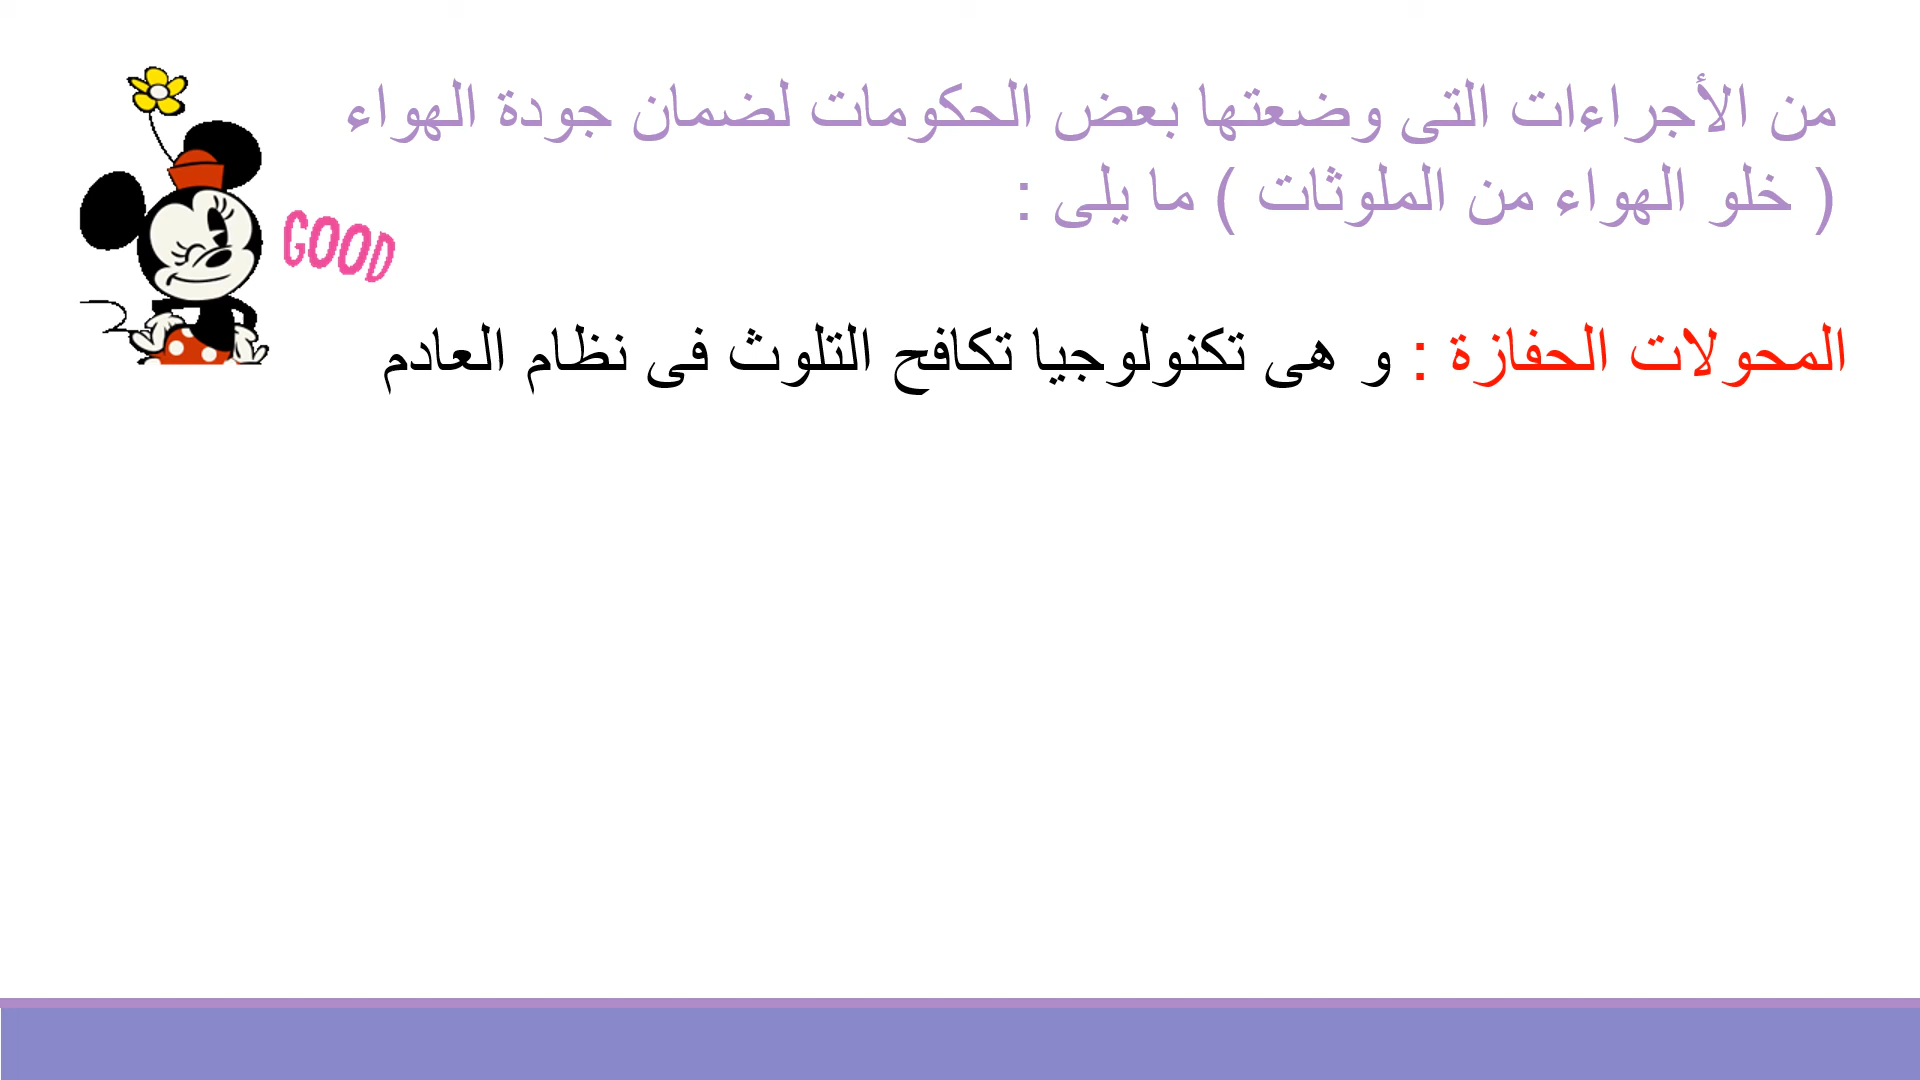 من الأجراءات التى وضعتها بعض الحكومات لضمان جودة الهواء
( خلو الهواء من الملوثات ) ما يلى :
GOOD
المحولات الحفازة : و هى تكنولوجيا تكافح التلوث فى نظام العادم